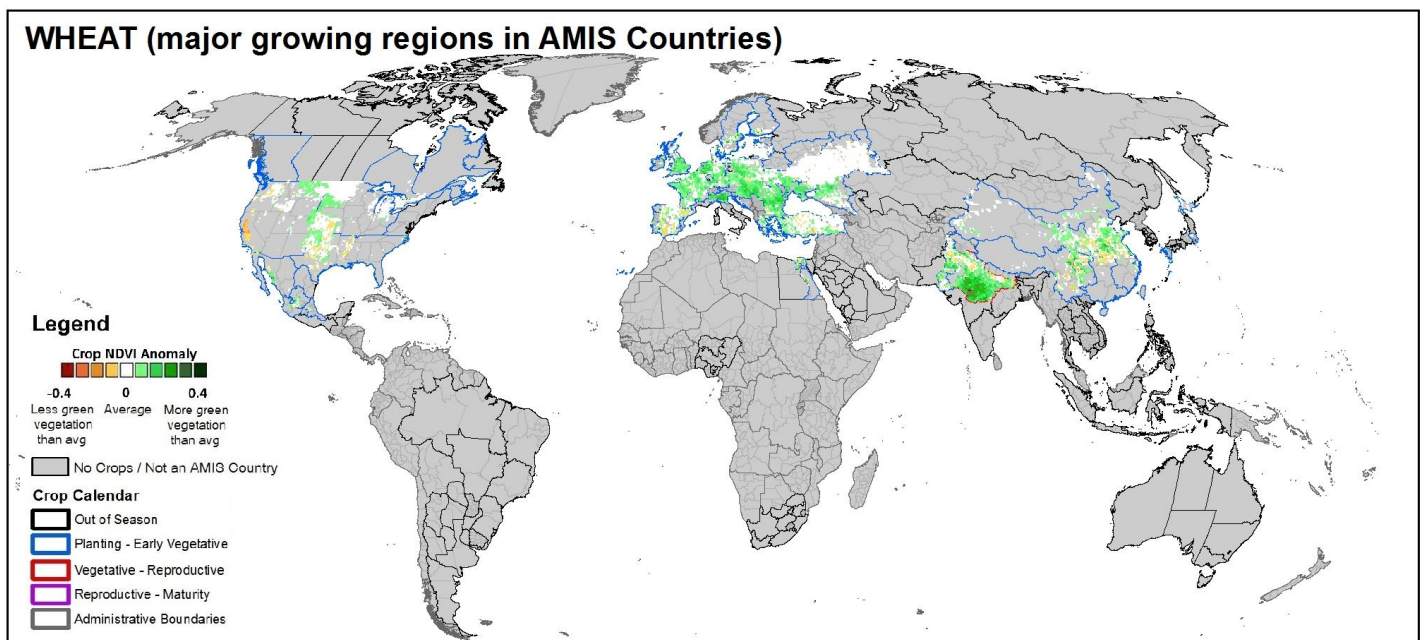 WHEAT (major growing regions in AMIS Countries)
Legend
Crop NDVI Anomaly
-0.4 0 0.4
Less green Average More green
vegetation vegetation
than avg than avg
No Crops / Not an AMIS Country
Crop Calendar
Out of Season
Planting - Early Vegetative
Vegetative - Reproductive
Reproductive - Maturity
Administrative Boundaries